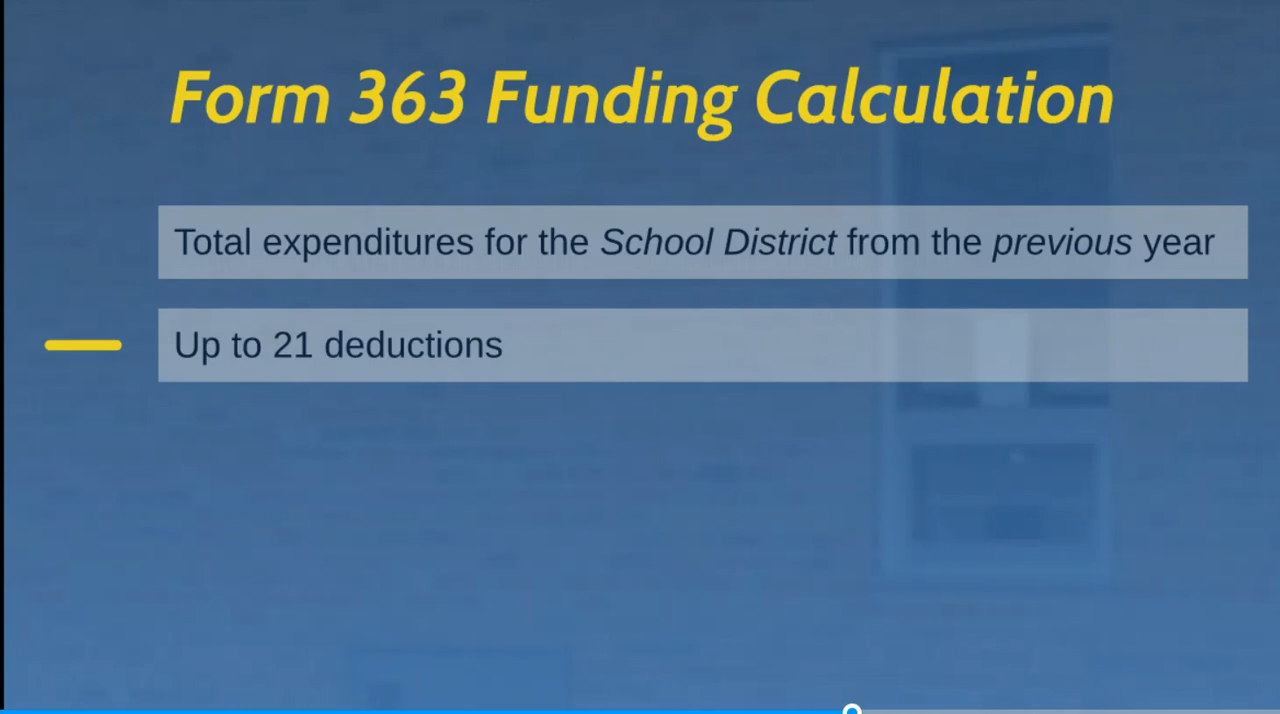 Form 363 Funding Calculation
Total expenditures for the School District from the previous year
Up to 21 deductions